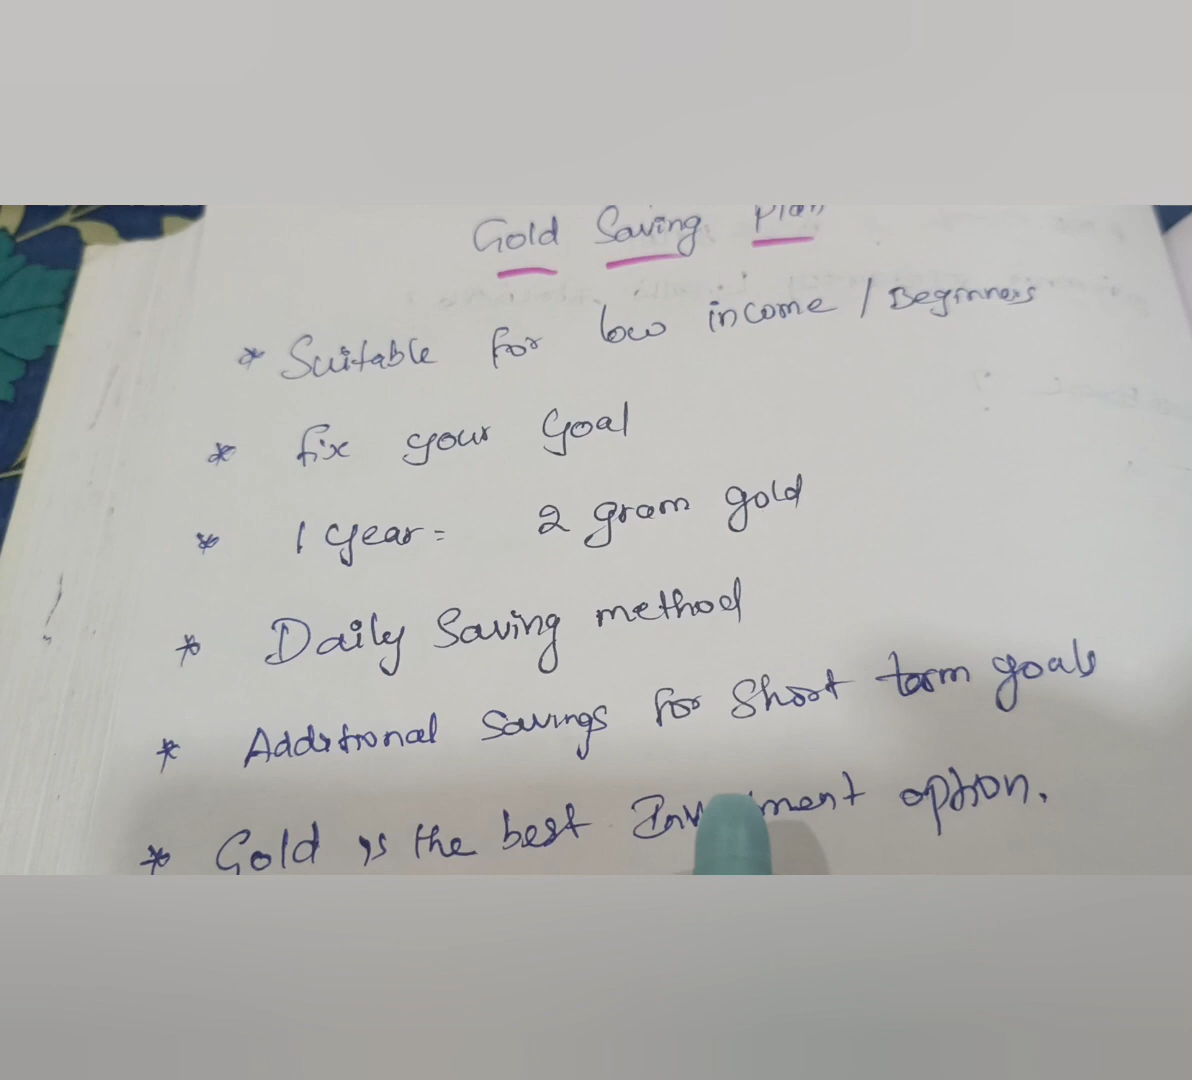 Gold Saving Plan
* Suitable for low income / Beginners
* fix your Goal
* 1 year = 2 gram gold
* Daily Saving method
* Additional Savings for Short term goals
* Gold is the best option.